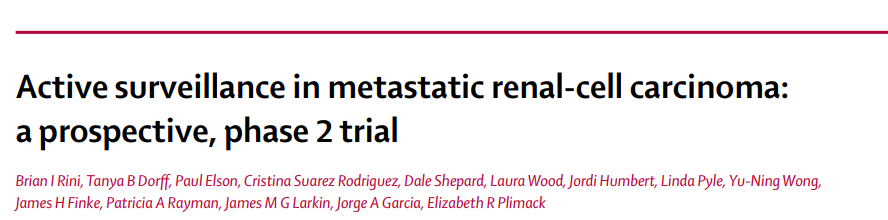 Active surveillance in metastatic renal-cell carcinoma:
a prospective, phase 2 trial
Brian I Rini, Tanya B Dorff, Paul Elson, Cristina Suarez Rodriguez, Dale Shepard, Laura Wood, Jordi Humbert, Linda Pyle, Yu-Ning Wong,
James H Finke, Patricia A Rayman, James M G Larkin, Jorge A Garcia, Elizabeth R Plimack